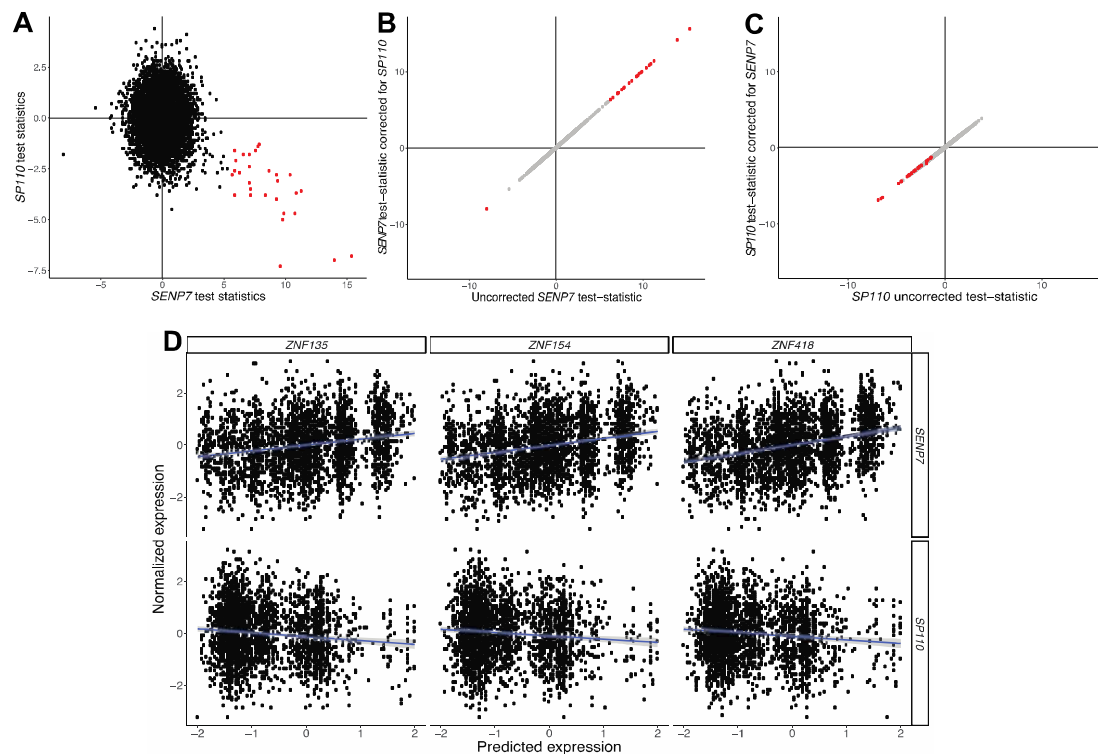 A
2.5
0.0
−2.5
−5.0
−7.5
SP110 test statistics
−5
0
5
10
15
SENP7 test statistics
B
10
0
−10
SENP7 test−statistic corrected for SP110
−10
0
10
Uncorrected SENP7 test−statistic
C
10
0
−10
SP110 test−statistic corrected for SENP7
−10
0
10
SP110 uncorrected test−statistic
D
ZNF135
ZNF154
ZNF418
2
0
−2
SENP7
Normalized expression
2
0
−2
SP110
−2
−1
0
1
2
−2
−1
0
1
2
−2
−1
0
1
2
Predicted expression